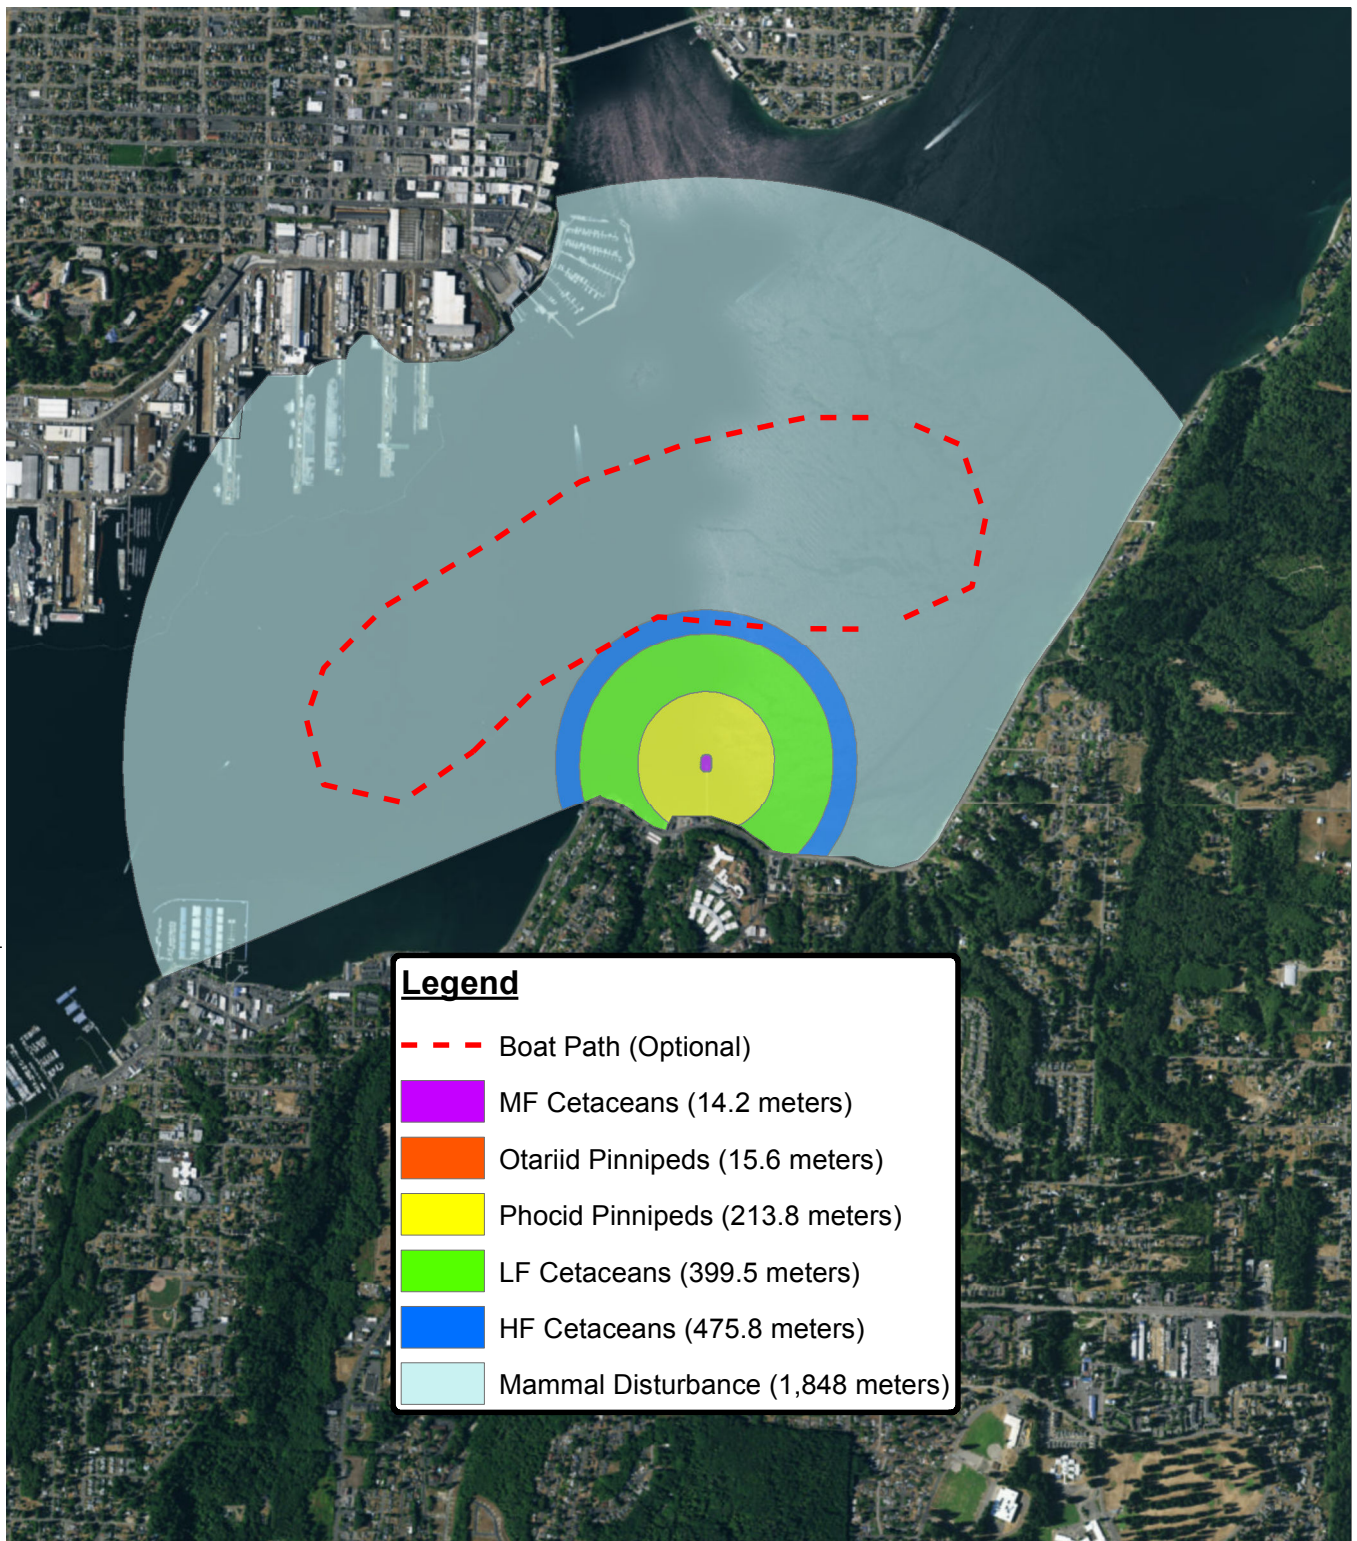 Legend
Boat Path (Optional)
MF Cetaceans (14.2 meters)
Otariid Pinnipeds (15.6 meters)
Phocid Pinnipeds (213.8 meters)
LF Cetaceans (399.5 meters)
HF Cetaceans (475.8 meters)
Mammal Disturbance (1,848 meters)